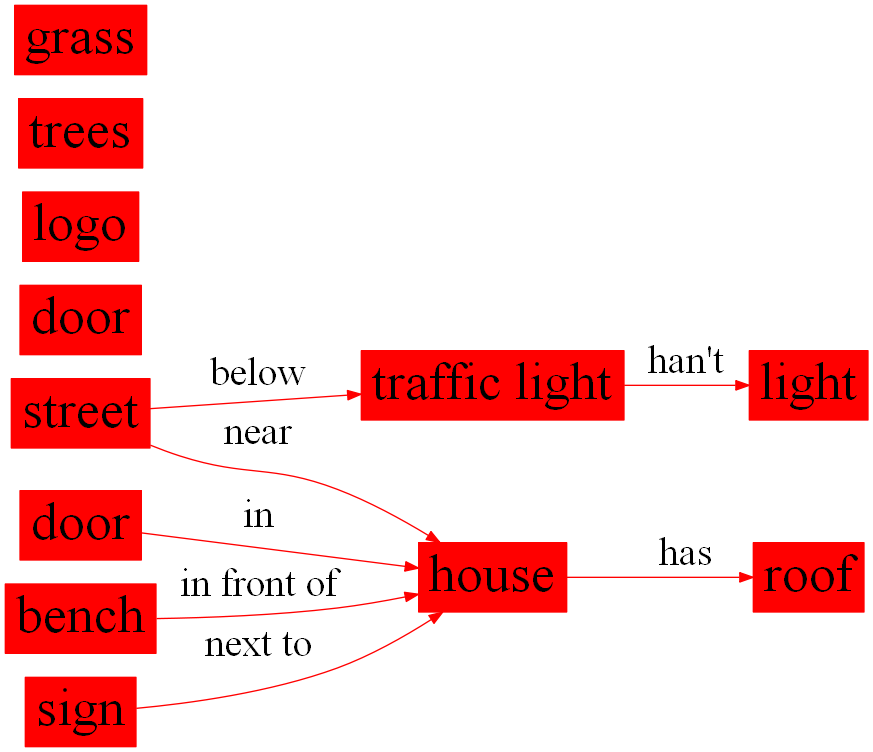 grass
trees
logo
door
street
below
traffic light
han't
light
near
door
in
house
has
roof
bench
in front of
sign
next to